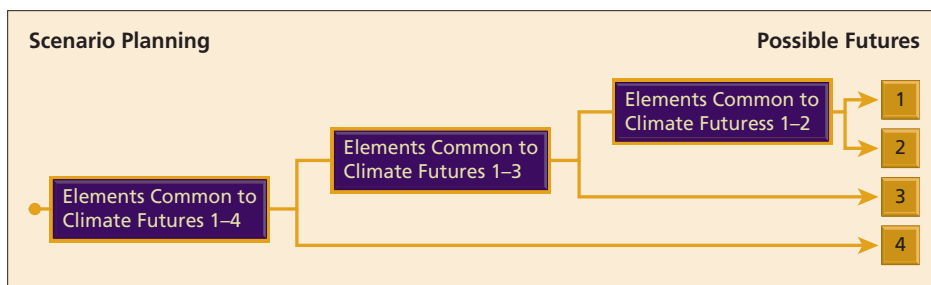 Scenario Planning
Possible Futures
Elements Common to
Climate Futuress 1–2
1
2
Elements Common to
Climate Futures 1–3
3
Elements Common to
Climate Futures 1–4
4